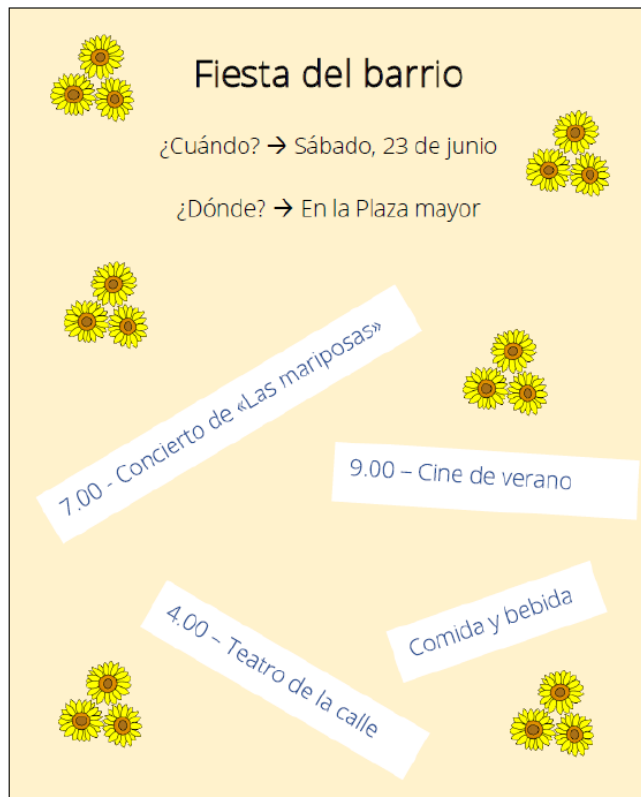 Fiesta del barrio
¿Cuándo? → Sábado, 23 de junio
¿Dónde? → En la Plaza mayor
7.00 - Concierto de «Las mariposas»
9.00 – Cine de verano
4.00 – Teatro de la calle
Comida y bebida